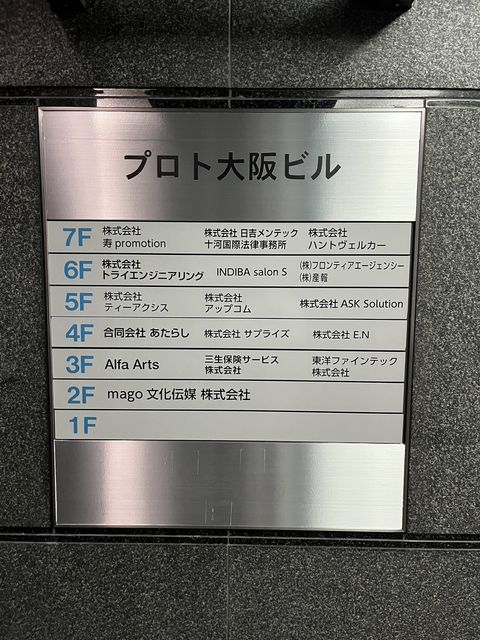 プロト大阪ビル
7F 株式会社 寿 promotion 株式会社 日吉メンテック 十河国際法律事務所 株式会社 ハントヴェルカー
6F 株式会社 トライエンジニアリング INDIBA salon S (株)フロンティアエージェンシー (株)産報
5F 株式会社 ティーアクシス 株式会社 アップコム 株式会社 ASK Solution
4F 合同会社 あたらし 株式会社 サプライズ 株式会社 E.N
3F Alfa Arts 三生保険サービス 株式会社 東洋ファインテック 株式会社
2F mago 文化伝媒 株式会社
1F